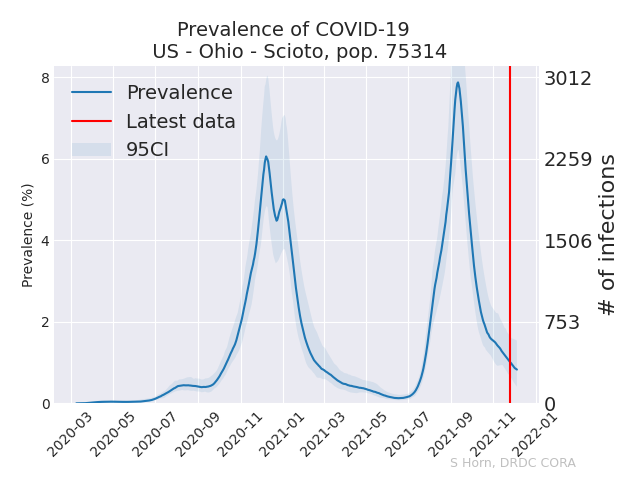 Prevalence of COVID-19
US - Ohio - Scioto, pop. 75314
Prevalence
Latest data
95CI
Prevalence (%)
8
6
4
2
0
3012
2259
1506
753
0
# of infections
2020-03
2020-05
2020-07
2020-09
2020-11
2021-01
2021-03
2021-05
2021-07
2021-09
2021-11
2022-01
S Horn, DRDC CORA